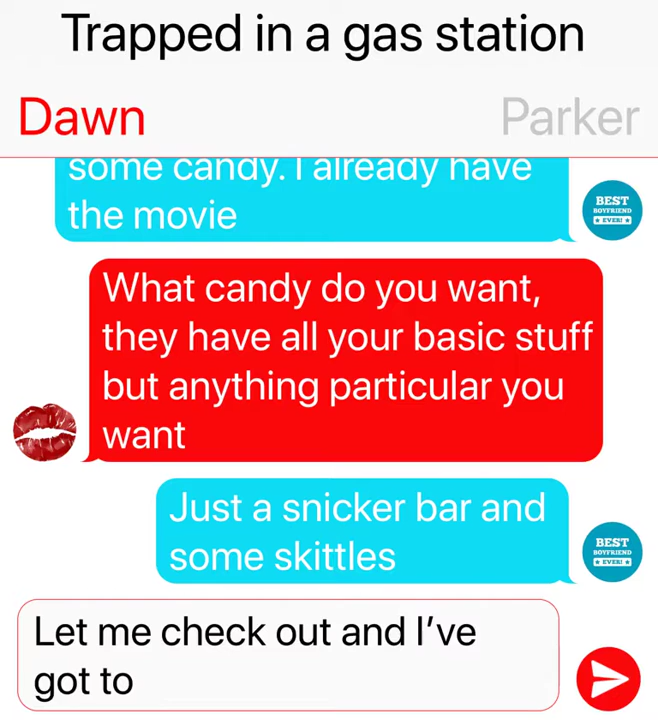 Trapped in a gas station
Dawn
Parker
some candy. I already have
the movie
BEST
BOYFRIEND
★ EVER! ★
What candy do you want,
they have all your basic stuff
but anything particular you
want
Just a snicker bar and
some skittles
BEST
BOYFRIEND
★ EVER! ★
Let me check out and I’ve
got to